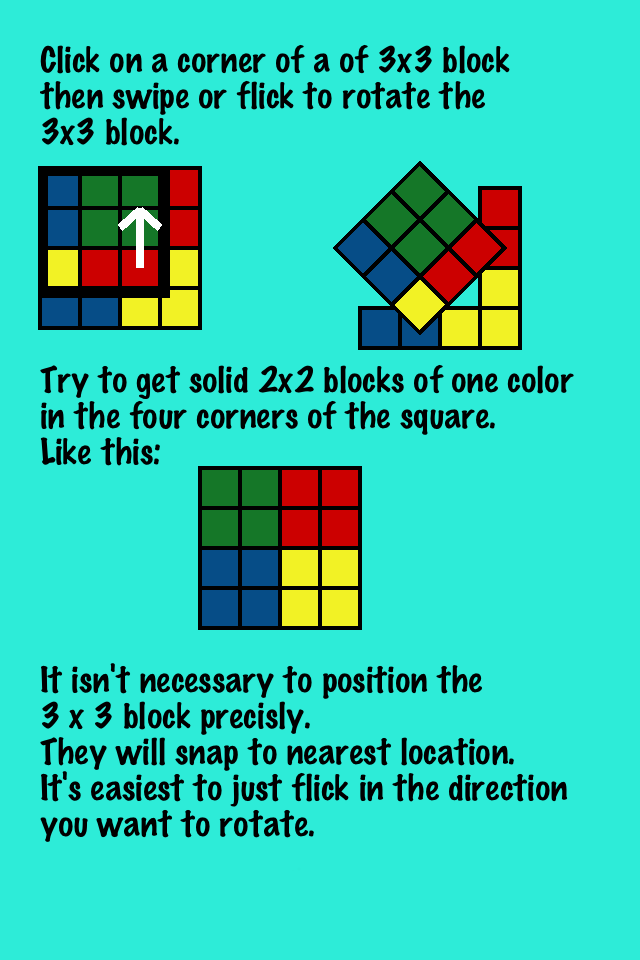 Click on a corner of a of 3x3 block
then swipe or flick to rotate the
3x3 block.
Try to get solid 2x2 blocks of one color
in the four corners of the square.
Like this:
It isn't necessary to position the
3 x 3 block precisly.
They will snap to nearest location.
It's easiest to just flick in the direction
you want to rotate.